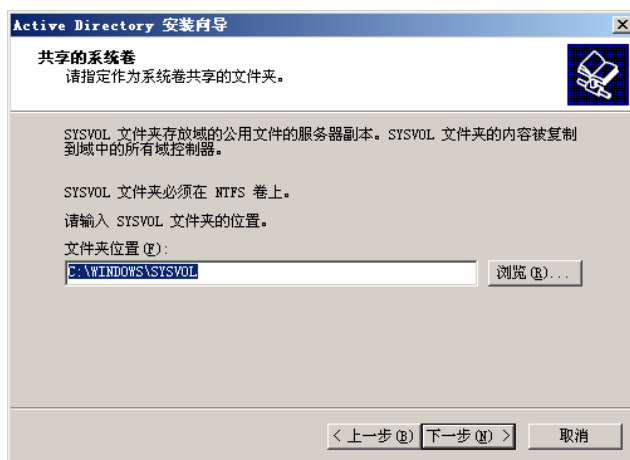 Active Directory 安装向导
共享的系统卷
请指定作为系统卷共享的文件夹。
SYSVOL 文件夹存放域的公用文件的服务器副本。SYSVOL 文件夹的内容被复制
到域中的所有域控制器。
SYSVOL 文件夹必须在 NTFS 卷上。
请输入 SYSVOL 文件夹的位置。
文件夹位置(F):
C:\WINDOWS\SYSVOL
浏览(R)...
< 上一步(B) 下一步(N) > 取消